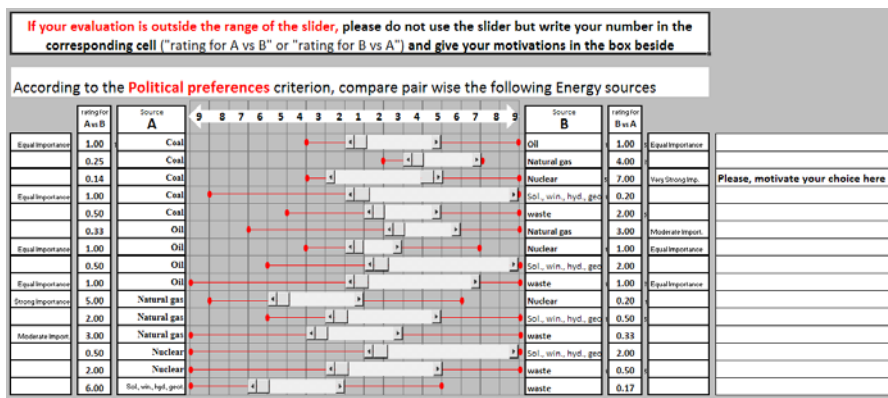 If your evaluation is outside the range of the slider, please do not use the slider but write your number in the
corresponding cell ("rating for A vs B" or "rating for B vs A") and give your motivations in the box beside
According to the Political preferences criterion, compare pair wise the following Energy sources
rating for A vs B Source A 9 8 7 6 5 4 3 2 1 2 3 4 5 6 7 8 9 Source B rating for B vs A
Equal Importance 1.00 Coal Oil 1.00 Equal Importance
0.25 Coal Natural gas 4.00
0.14 Coal Nuclear 7.00 Very Strong Imp. Please, motivate your choice here
Equal Importance 1.00 Coal Sol., win., hyd., geo 0.20
0.50 Coal waste 2.00
0.33 Oil Natural gas 3.00 Moderate Import.
Equal Importance 1.00 Oil Nuclear 1.00 Equal Importance
0.50 Oil Sol., win., hyd., geo 2.00
Equal Importance 1.00 Oil waste 1.00 Equal Importance
Strong Importance 5.00 Natural gas Nuclear 0.20
2.00 Natural gas Sol., win., hyd., geo 0.50
Moderate Import. 3.00 Natural gas waste 0.33
0.50 Nuclear Sol., win., hyd., geo 2.00
2.00 Nuclear waste 0.50
6.00 Sol., win., hyd., geot. waste 0.17